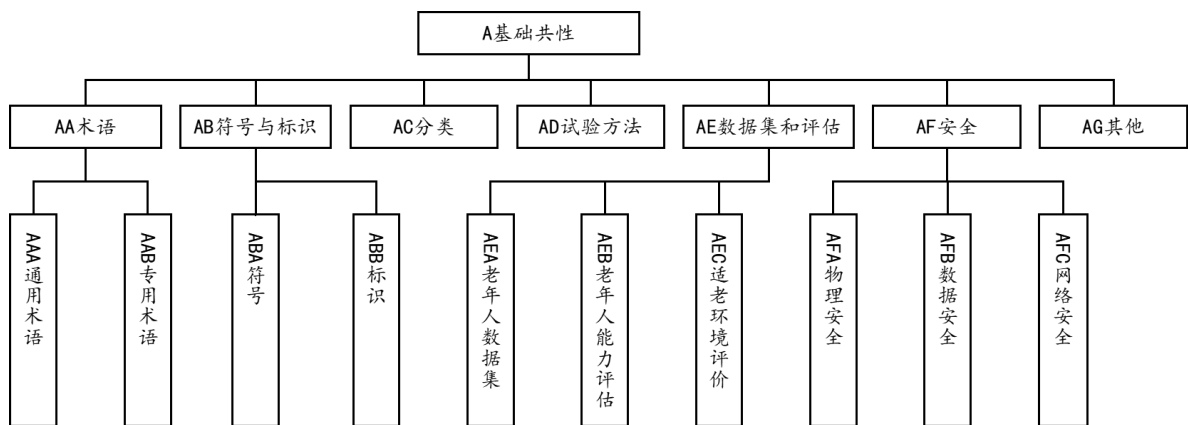 A基础共性
AA术语
AB符号与标识
AC分类
AD试验方法
AE数据集和评估
AF安全
AG其他
AAA通用术语
AAB专用术语
ABA符号
ABB标识
AEA老年人数据集
AEB老年人能力评估
AEC适老环境评价
AFA物理安全
AFB数据安全
AFC网络安全